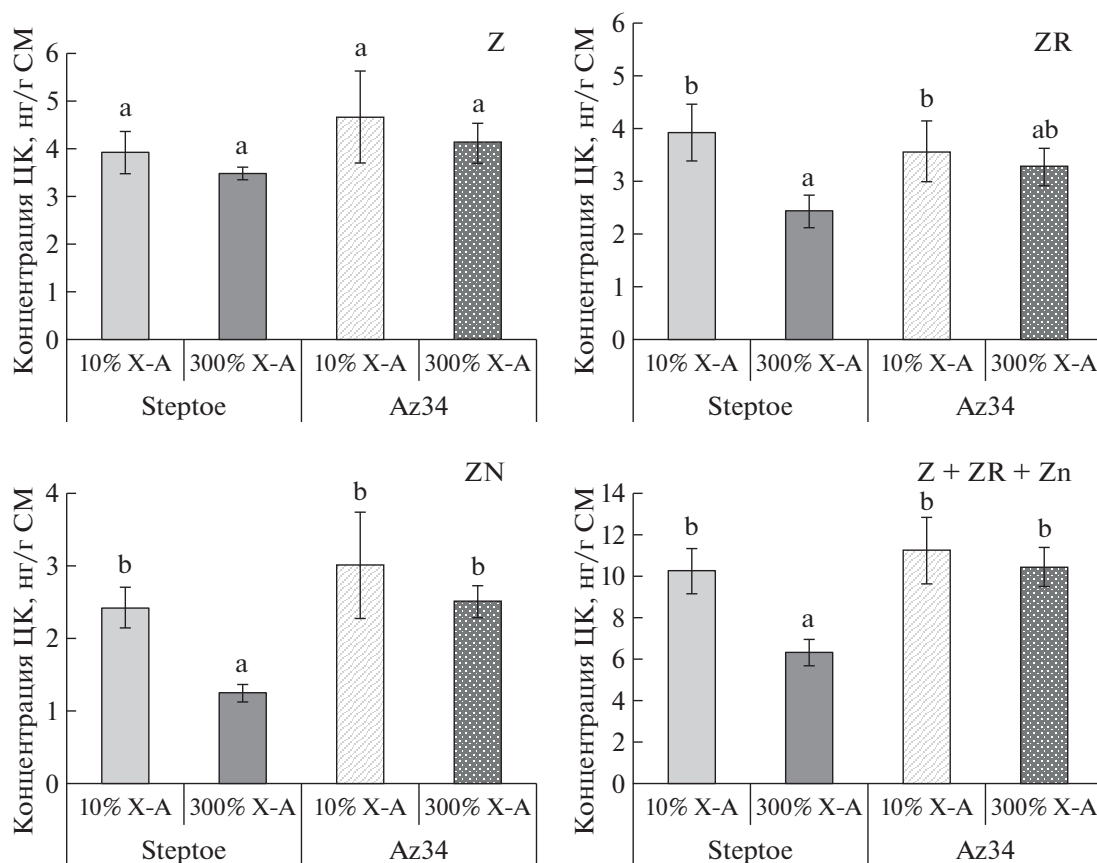 Z
Концентрация ЦК, нг/г СМ
6
5
4
3
2
1
0
a
a
a
a
10% Х-А 300% Х-А 10% Х-А 300% Х-А
Steptoe Az34
ZR
Концентрация ЦК, нг/г СМ
6
5
4
3
2
1
0
b
a
b
ab
10% Х-А 300% Х-А 10% Х-А 300% Х-А
Steptoe Az34
ZN
Концентрация ЦК, нг/г СМ
4
3
2
1
0
b
a
b
b
10% Х-А 300% Х-А 10% Х-А 300% Х-А
Steptoe Az34
Z + ZR + Zn
Концентрация ЦК, нг/г СМ
14
12
10
8
6
4
2
0
b
a
b
b
10% Х-А 300% Х-А 10% Х-А 300% Х-А
Steptoe Az34